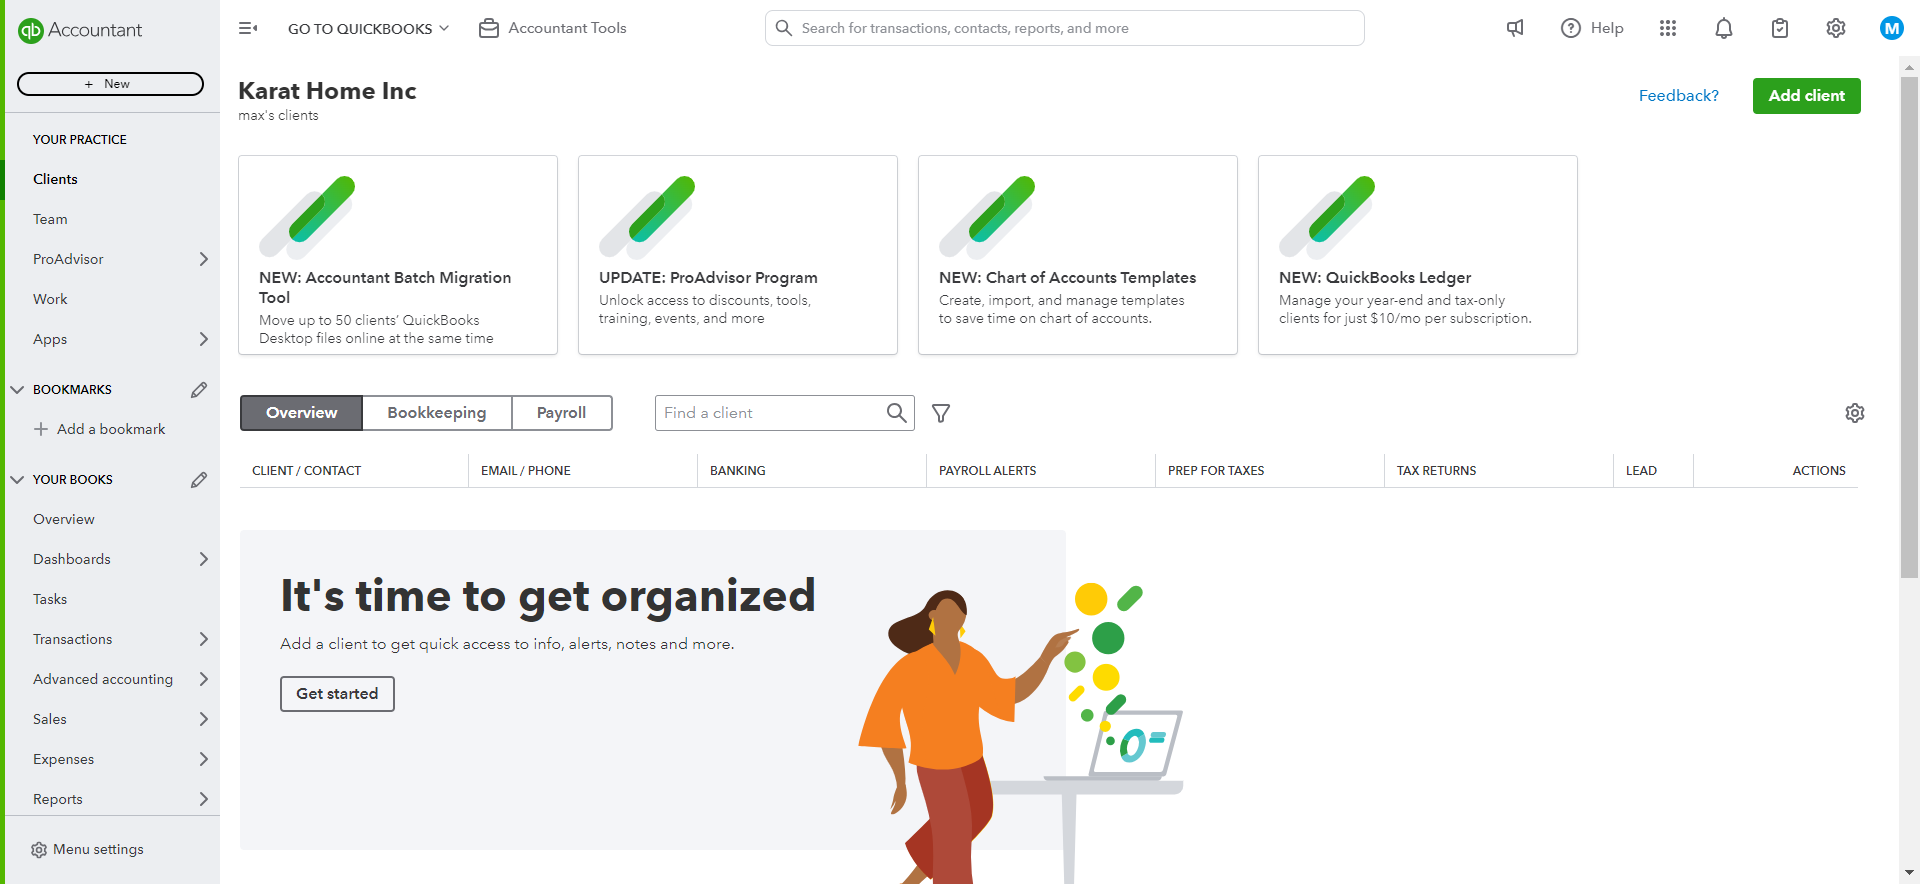 qb Accountant
GO TO QUICKBOOKS
Accountant Tools
Search for transactions, contacts, reports, and more
Help
M
+ New
YOUR PRACTICE
Clients
Team
ProAdvisor
Work
Apps
BOOKMARKS
+ Add a bookmark
YOUR BOOKS
Overview
Dashboards
Tasks
Transactions
Advanced accounting
Sales
Expenses
Reports
Menu settings
Karat Home Inc
max's clients
Feedback?
Add client
NEW: Accountant Batch Migration
Tool
Move up to 50 clients' QuickBooks
Desktop files online at the same time
UPDATE: ProAdvisor Program
Unlock access to discounts, tools,
training, events, and more
NEW: Chart of Accounts Templates
Create, import, and manage templates
to save time on chart of accounts.
NEW: QuickBooks Ledger
Manage your year-end and tax-only
clients for just $10/mo per subscription.
Overview
Bookkeeping
Payroll
Find a client
CLIENT / CONTACT
EMAIL / PHONE
BANKING
PAYROLL ALERTS
PREP FOR TAXES
TAX RETURNS
LEAD
ACTIONS
It's time to get organized
Add a client to get quick access to info, alerts, notes and more.
Get started